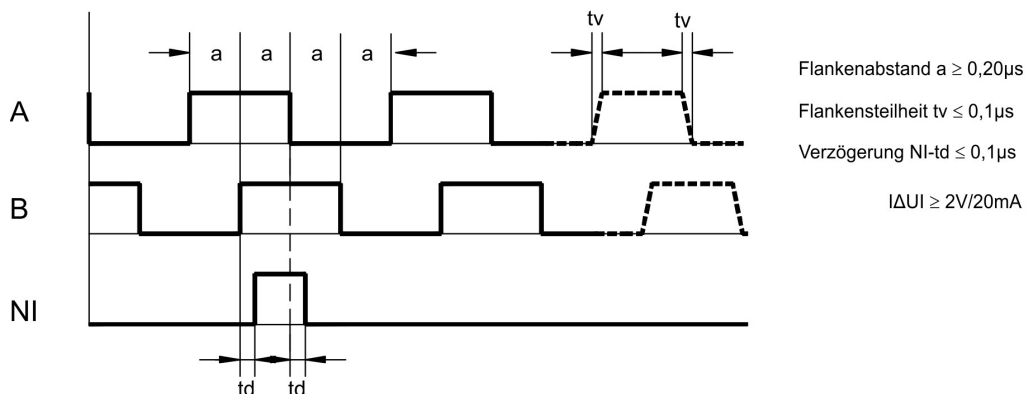 tv tv
a a a a
Flankenabstand a ≥ 0,20µs
A
Flankensteilheit tv ≤ 0,1µs
Verzögerung NI-td ≤ 0,1µs
B
IΔUI ≥ 2V/20mA
NI
td td